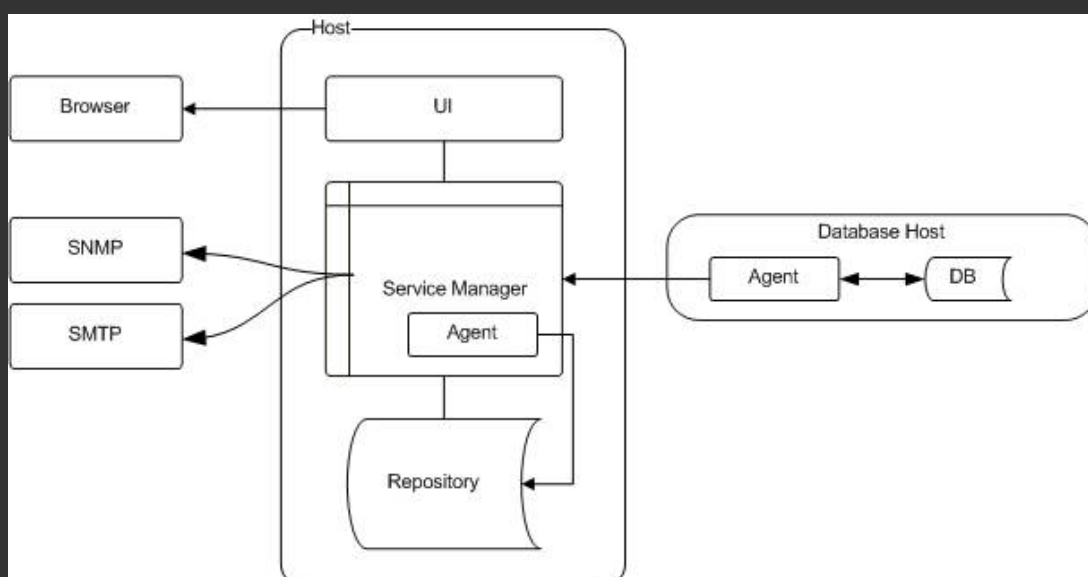 Host
Browser
UI
SNMP
SMTP
Service Manager
Agent
Repository
Database Host
Agent
DB